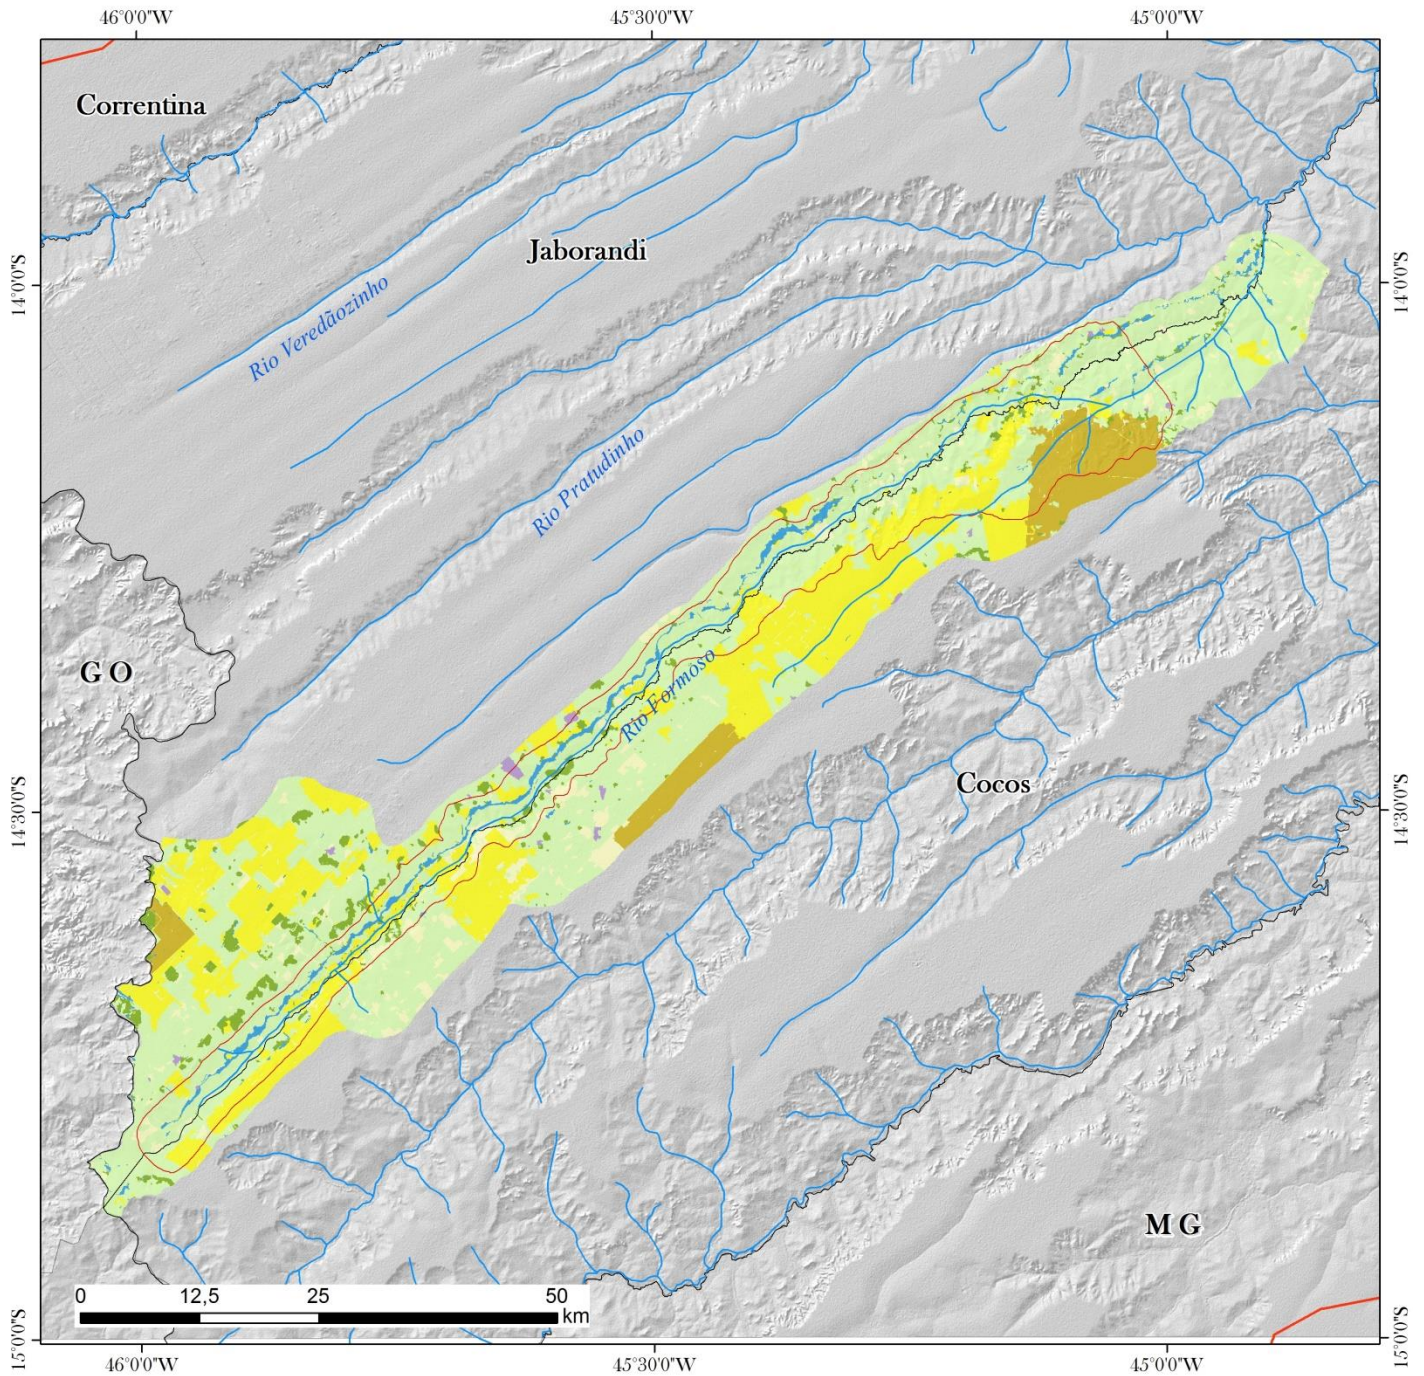 46°0'0"W
45°30'0"W
45°0'0"W
Correntina
Jaborandi
14°0'0"S
14°0'0"S
Rio Veredãozinho
Rio Pratudinho
G O
Rio Formoso
Cocos
14°30'0"S
14°30'0"S
M G
0
12,5
25
50
km
15°0'0"S
15°0'0"S
46°0'0"W
45°30'0"W
45°0'0"W